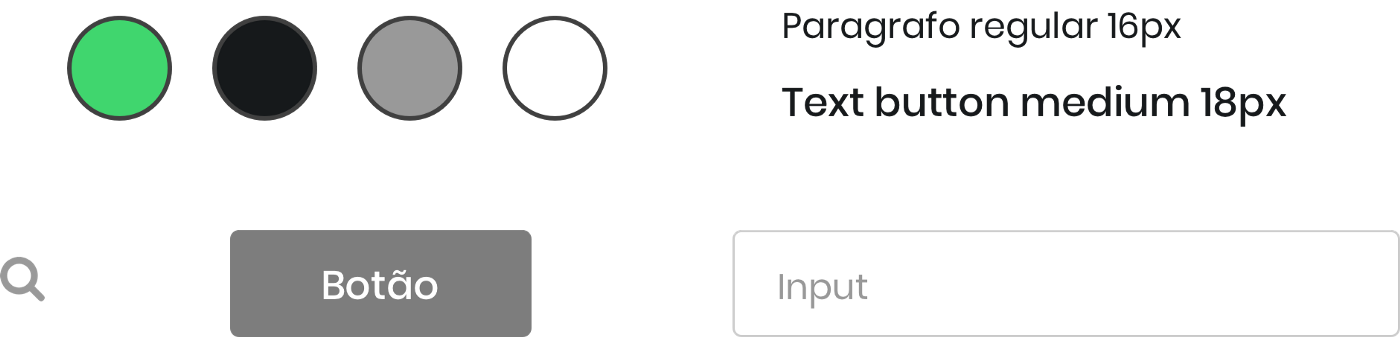 Paragrafo regular 16px
Text button medium 18px
Botão
Input